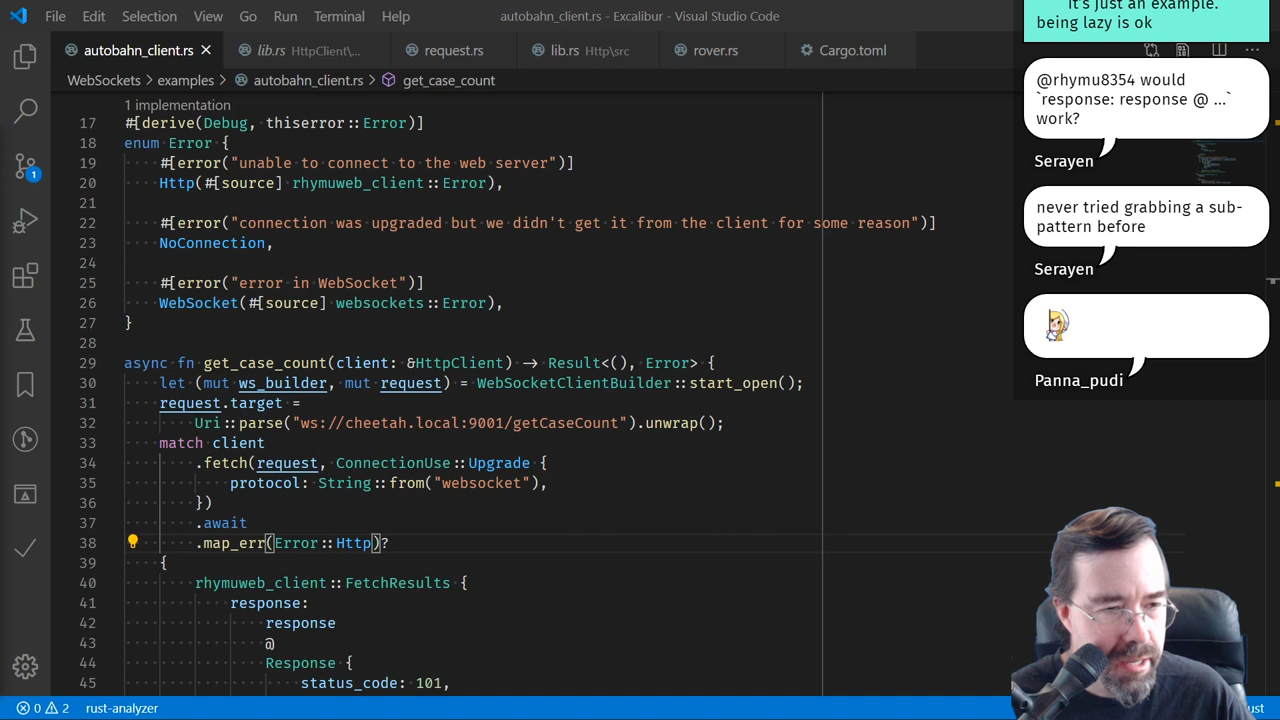 File Edit Selection View Go Run Terminal Help
autobahn_client.rs - Excalibur - Visual Studio Code
autobahn_client.rs
lib.rs HttpClient\...
request.rs
lib.rs Http\src
rover.rs
Cargo.toml
WebSockets > examples > autobahn_client.rs > get_case_count
1 implementation
17 #[derive(Debug, thiserror::Error)]
18 enum Error {
19 #[error("unable to connect to the web server")]
20 Http(#[source] rhymuweb_client::Error),
21
22 #[error("connection was upgraded but we didn't get it from the client for some reason")]
23 NoConnection,
24
25 #[error("error in WebSocket")]
26 WebSocket(#[source] websockets::Error),
27 }
28
29 async fn get_case_count(client: &HttpClient) -> Result<(), Error> {
30 let (mut ws_builder, mut request) = WebSocketClientBuilder::start_open();
31 request.target =
32 Uri::parse("ws://cheetah.local:9001/getCaseCount").unwrap();
33 match client
34 .fetch(request, ConnectionUse::Upgrade {
35 protocol: String::from("websocket"),
36 })
37 .await
38 .map_err(Error::Http)?
39 {
40 rhymuweb_client::FetchResults {
41 response:
42 response
43 @
44 Response {
45 status_code: 101,
it's just an example.
being lazy is ok
@rhymu8354 would
`response: response @ ...`
work?
Serayen
never tried grabbing a sub-
pattern before
Serayen
Panna_pudi
1
0 2 rust-analyzer
ust